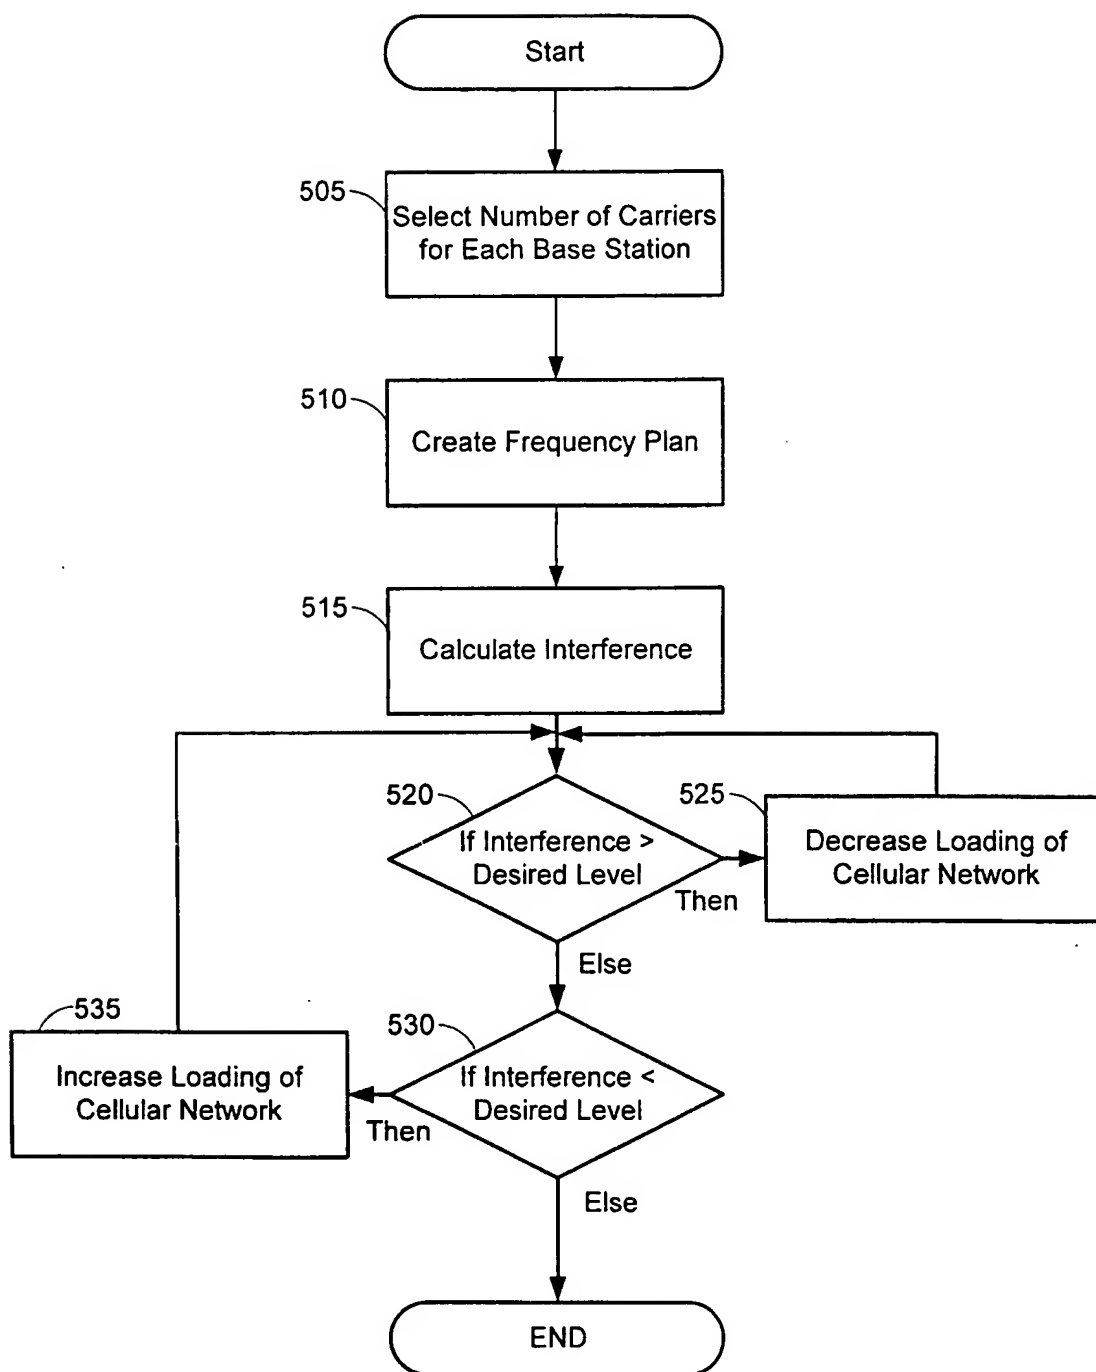 Start
505
Select Number of Carriers
for Each Base Station
510
Create Frequency Plan
515
Calculate Interference
520
If Interference >
Desired Level
Then
525
Decrease Loading of
Cellular Network
Else
530
If Interference <
Desired Level
Then
535
Increase Loading of
Cellular Network
Else
END